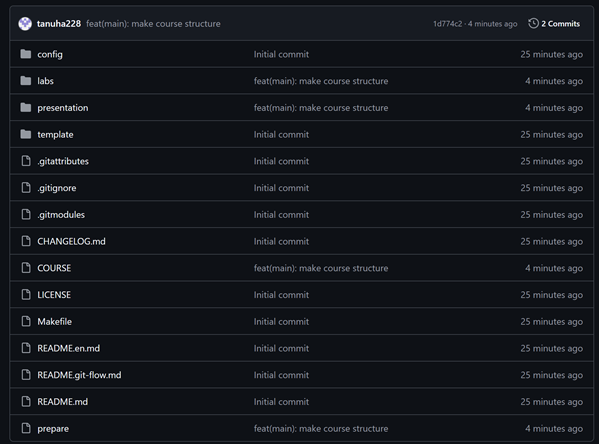 tanuha228 feat(main): make course structure 1d774c2 · 4 minutes ago 2 Commits
config Initial commit 25 minutes ago
labs feat(main): make course structure 4 minutes ago
presentation feat(main): make course structure 4 minutes ago
template Initial commit 25 minutes ago
.gitattributes Initial commit 25 minutes ago
.gitignore Initial commit 25 minutes ago
.gitmodules Initial commit 25 minutes ago
CHANGELOG.md Initial commit 25 minutes ago
COURSE feat(main): make course structure 4 minutes ago
LICENSE Initial commit 25 minutes ago
Makefile Initial commit 25 minutes ago
README.en.md Initial commit 25 minutes ago
README.git-flow.md Initial commit 25 minutes ago
README.md Initial commit 25 minutes ago
prepare feat(main): make course structure 4 minutes ago